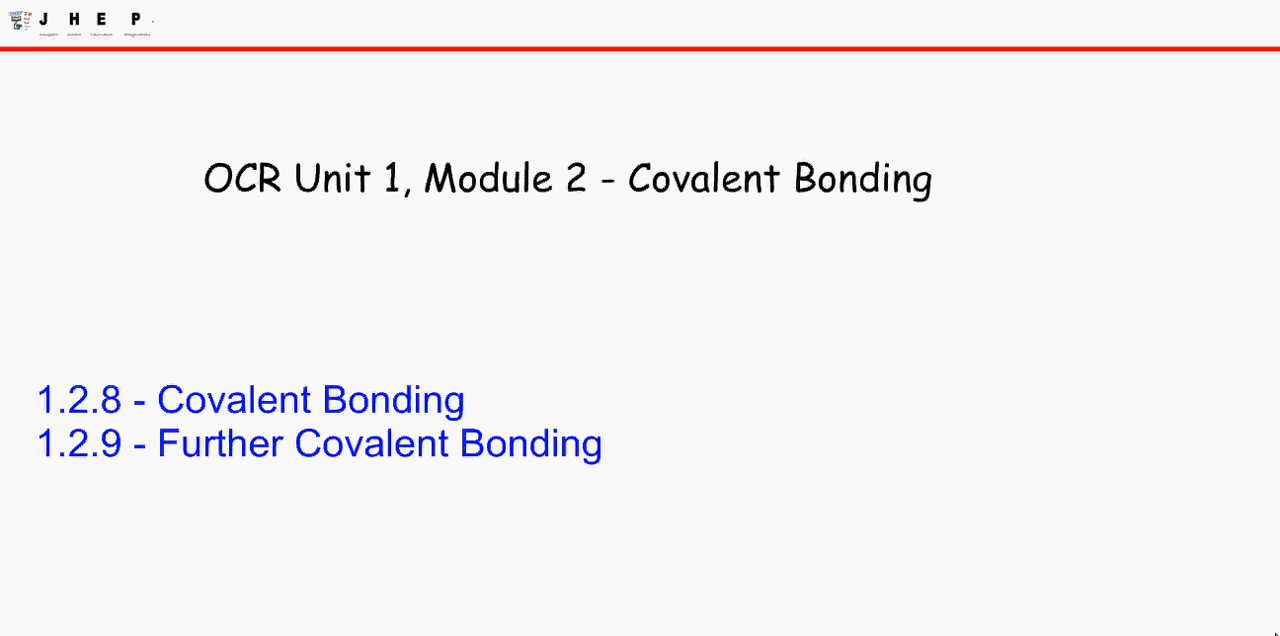 J H E P
OCR Unit 1, Module 2 - Covalent Bonding
1.2.8 - Covalent Bonding
1.2.9 - Further Covalent Bonding